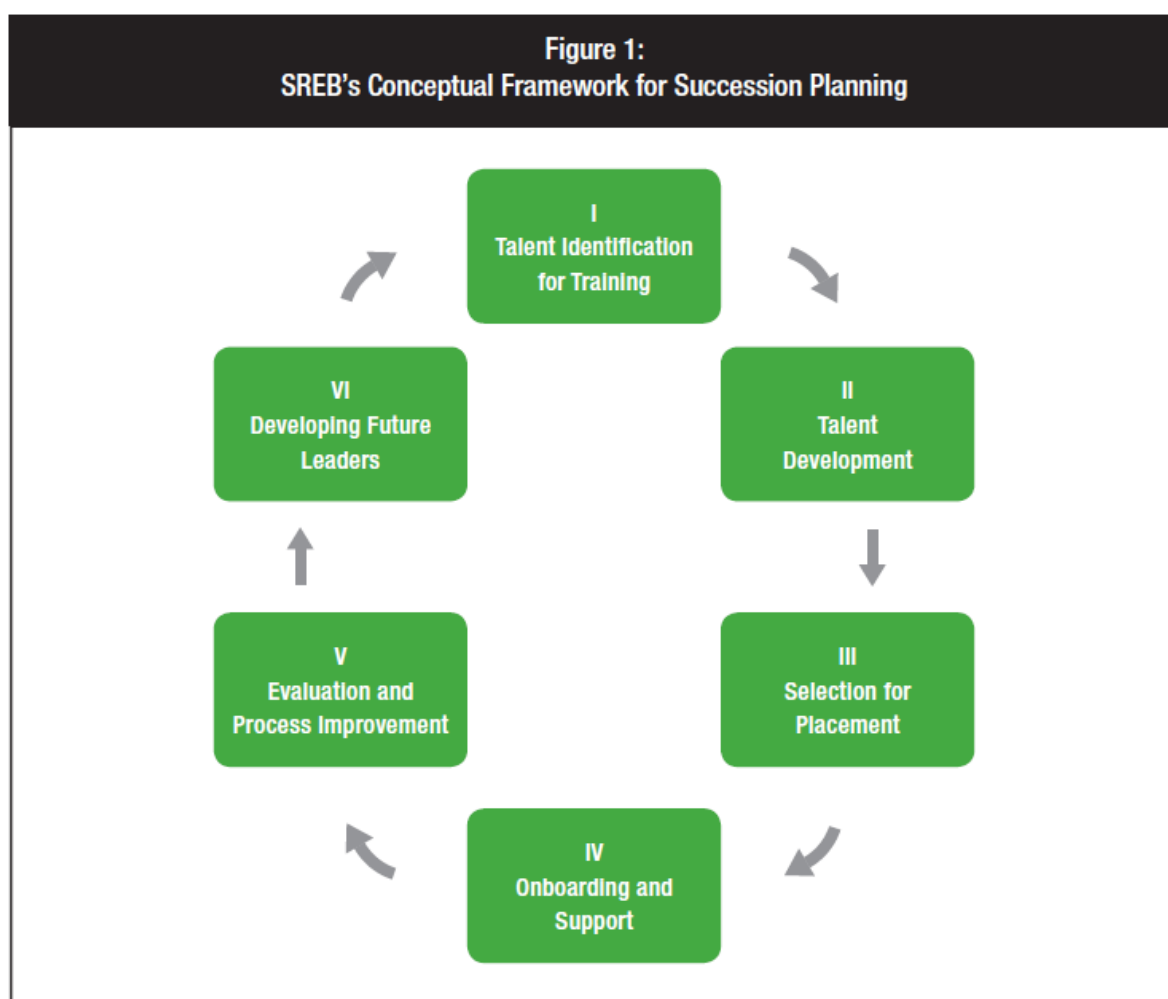 Figure 1:
SREB's Conceptual Framework for Succession Planning
I
Talent Identification
for Training
II
Talent
Development
III
Selection for
Placement
IV
Onboarding and
Support
V
Evaluation and
Process Improvement
VI
Developing Future
Leaders